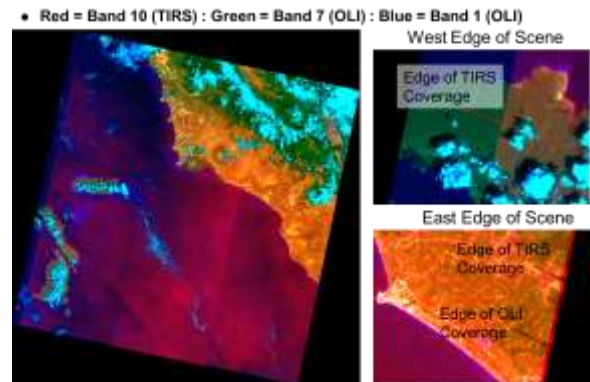 • Red = Band 10 (TIRS) : Green = Band 7 (OLI) : Blue = Band 1 (OLI)
West Edge of Scene
Edge of TIRS
Coverage
East Edge of Scene
Edge of TIRS
Coverage
Edge of OLI
Coverage